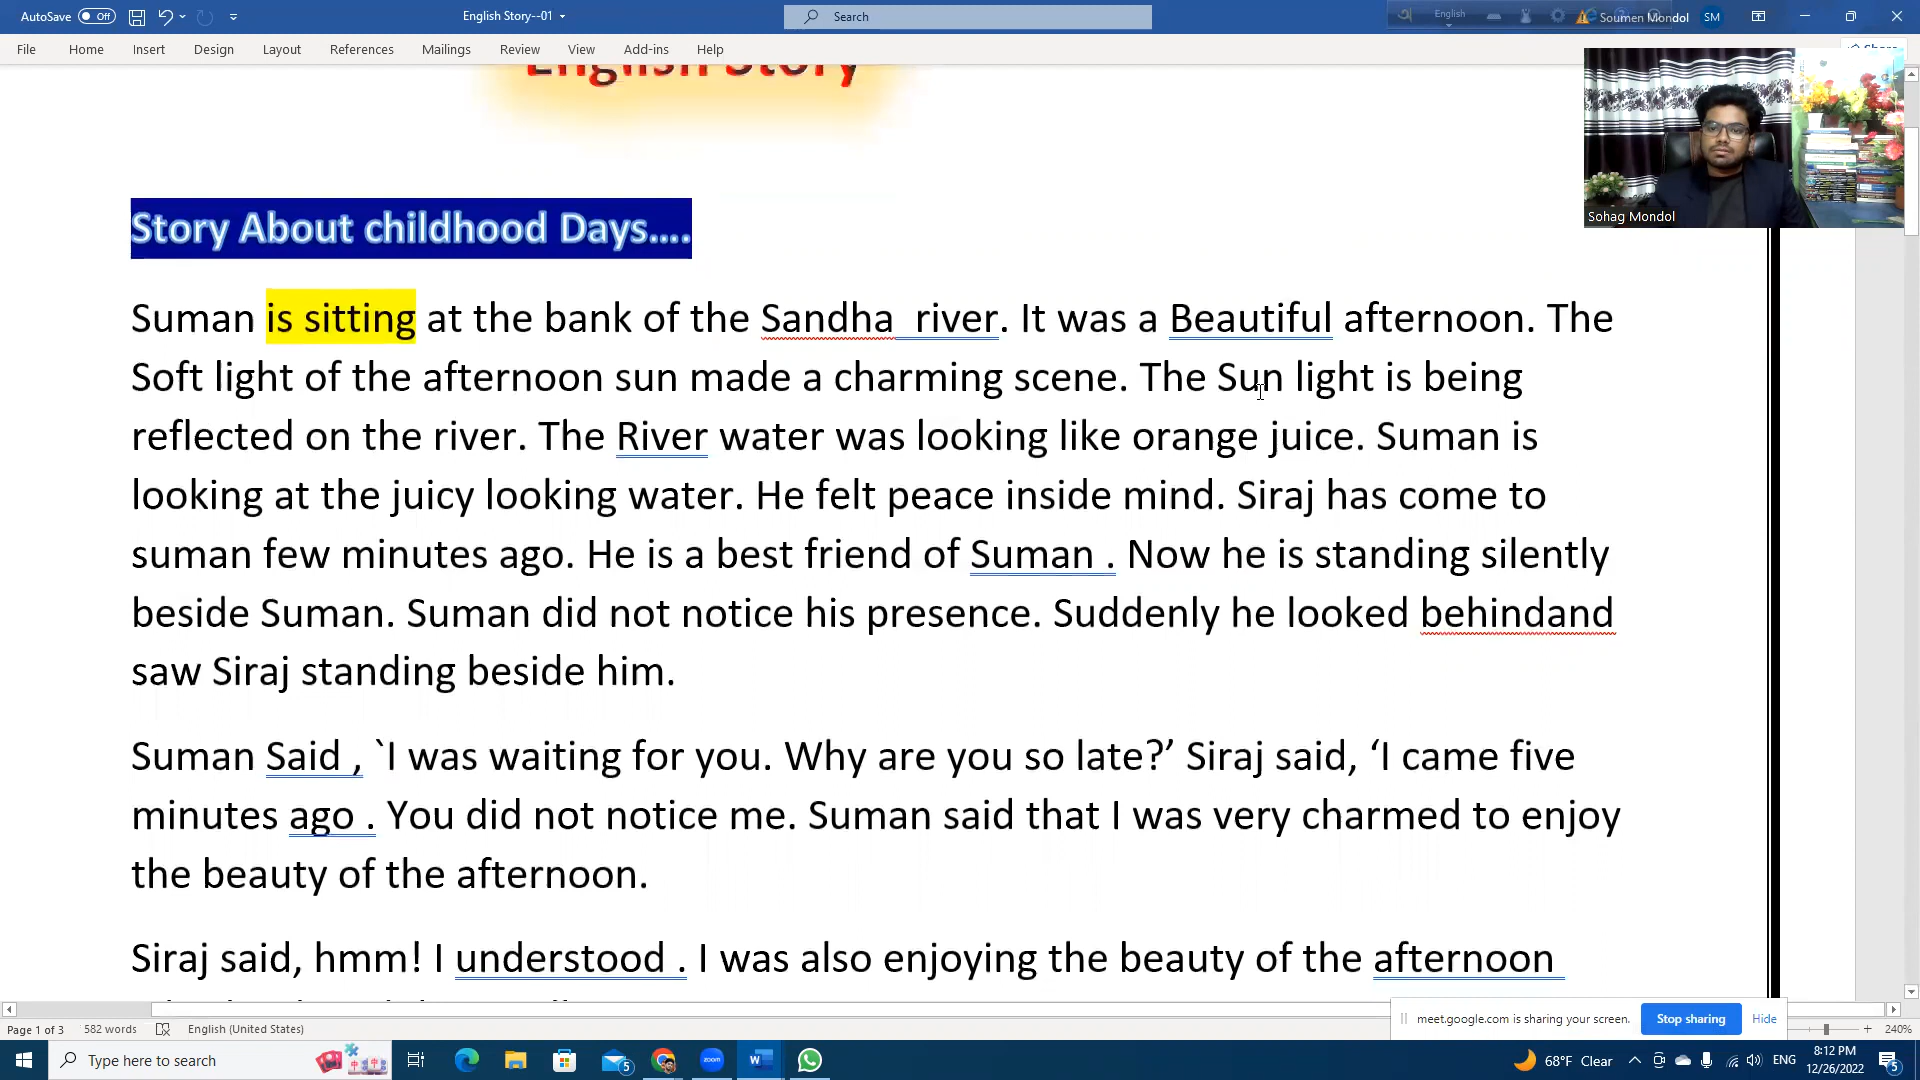 AutoSave Off English Story--01 Search English Soumen Mondol SM
File Home Insert Design Layout References Mailings Review View Add-ins Help Share
English Story
Sohag Mondol
Story About childhood Days....
Suman is sitting at the bank of the Sandha river. It was a Beautiful afternoon. The
Soft light of the afternoon sun made a charming scene. The Sun light is being
reflected on the river. The River water was looking like orange juice. Suman is
looking at the juicy looking water. He felt peace inside mind. Siraj has come to
suman few minutes ago. He is a best friend of Suman . Now he is standing silently
beside Suman. Suman did not notice his presence. Suddenly he looked behindand
saw Siraj standing beside him.
Suman Said , `I was waiting for you. Why are you so late?’ Siraj said, ‘I came five
minutes ago . You did not notice me. Suman said that I was very charmed to enjoy
the beauty of the afternoon.
Siraj said, hmm! I understood . I was also enjoying the beauty of the afternoon
meet.google.com is sharing your screen. Stop sharing Hide
Page 1 of 3 582 words English (United States) 240%
Type here to search 5 zoom 68°F Clear ENG 8:12 PM
12/26/2022 5